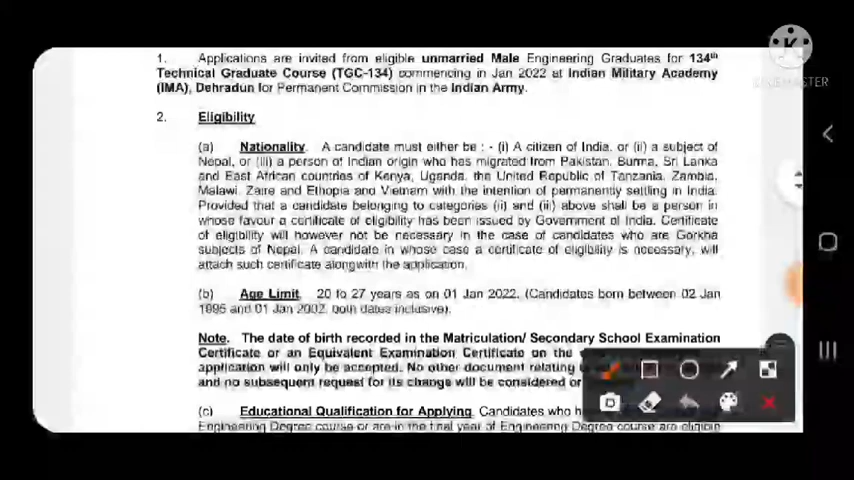 1. Applications are invited from eligible unmarried Male Engineering Graduates for 134th
Technical Graduate Course (TGC-134) commencing in Jan 2022 at Indian Military Academy
(IMA), Dehradun for Permanent Commission in the Indian Army.
2. Eligibility
(a) Nationality. A candidate must either be : - (i) A citizen of India, or (ii) a subject of
Nepal, or (iii) a person of Indian origin who has migrated from Pakistan, Burma, Sri Lanka
and East African countries of Kenya, Uganda, the United Republic of Tanzania, Zambia,
Malawi, Zaire and Ethopia and Vietnam with the intention of permanently settling in India.
Provided that a candidate belonging to categories (ii) and (iii) above shall be a person in
whose favour a certificate of eligibility has been issued by Government of India. Certificate
of eligibility will however not be necessary in the case of candidates who are Gorkha
subjects of Nepal. A candidate in whose case a certificate of eligibility is necessary, will
attach such certificate alongwith the application.
(b) Age Limit. 20 to 27 years as on 01 Jan 2022. (Candidates born between 02 Jan
1995 and 01 Jan 2002, both dates inclusive).
Note. The date of birth recorded in the Matriculation/ Secondary School Examination
Certificate or an Equivalent Examination Certificate on the
application will only be accepted. No other document relating
and no subsequent request for its change will be considered or
(c) Educational Qualification for Applying. Candidates who
Engineering Degree course or are in the final year of Engineering Degree course are eligible
KINEMASTER